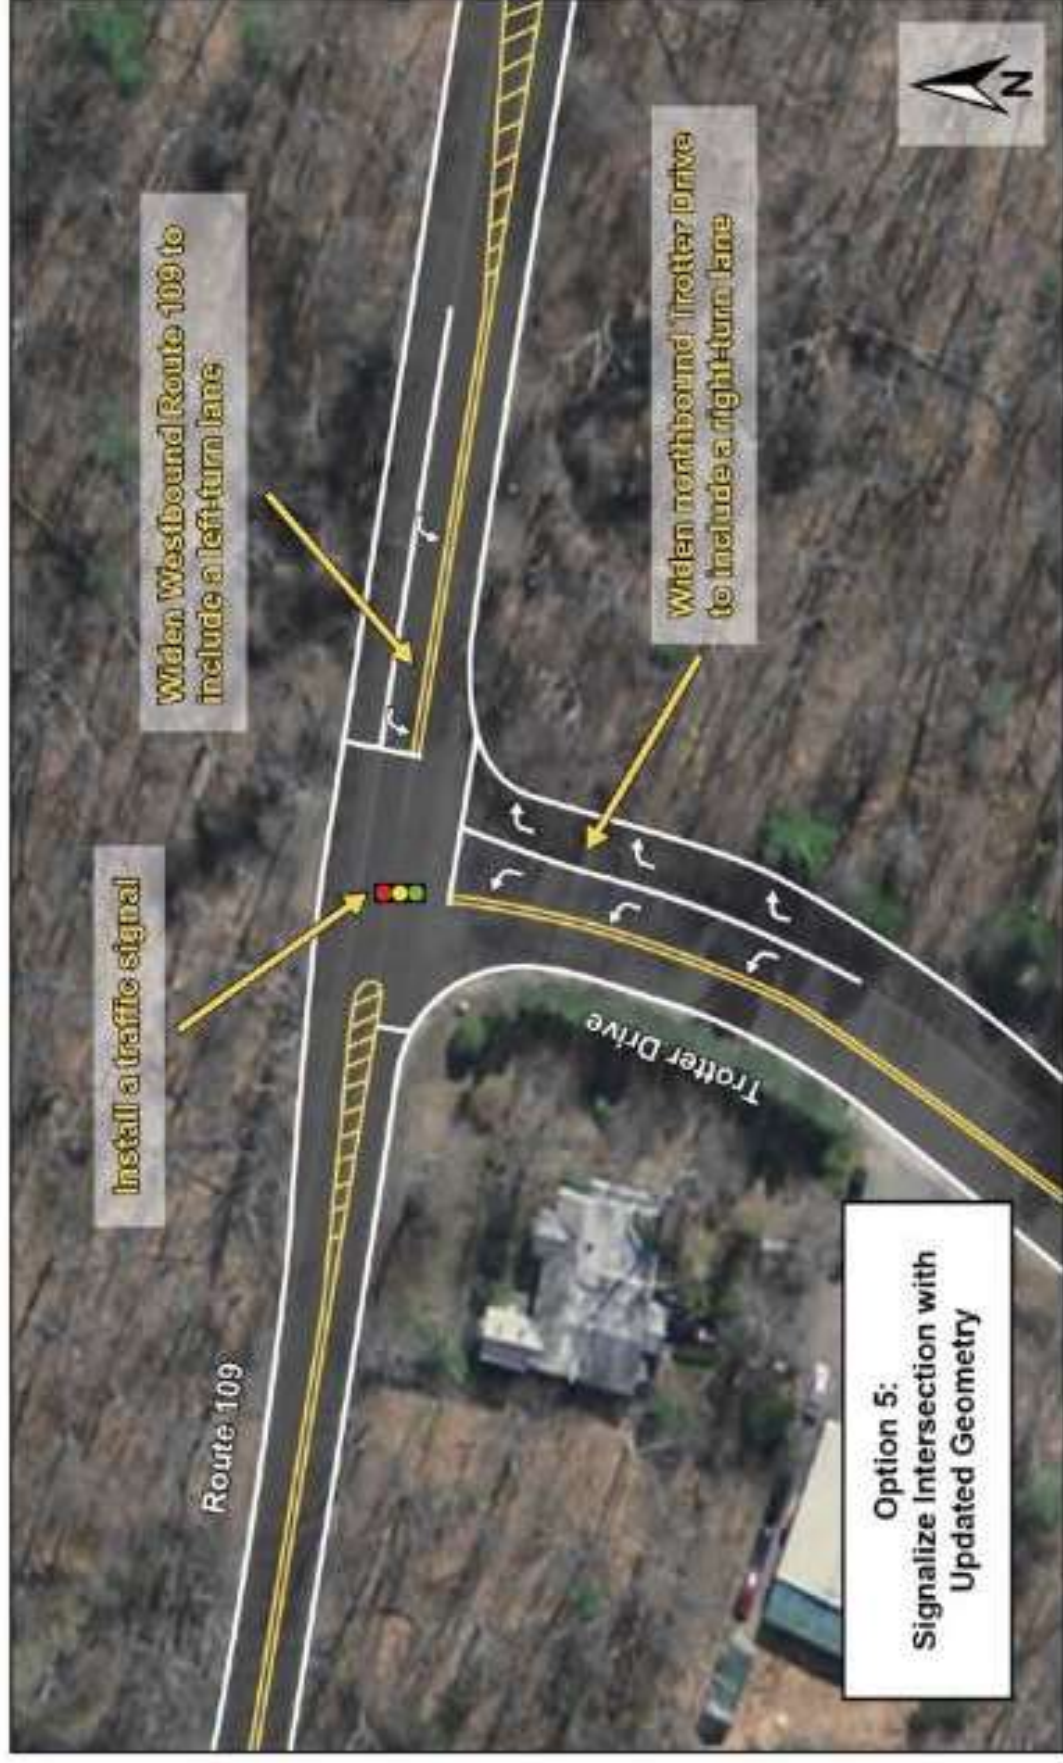 Install a traffic signal
Widen Westbound Route 109 to
include a left-turn lane
Route 109
Trotter Drive
Widen northbound Trotter Drive
to include a right-turn lane
Option 5:
Signalize Intersection with
Updated Geometry
N